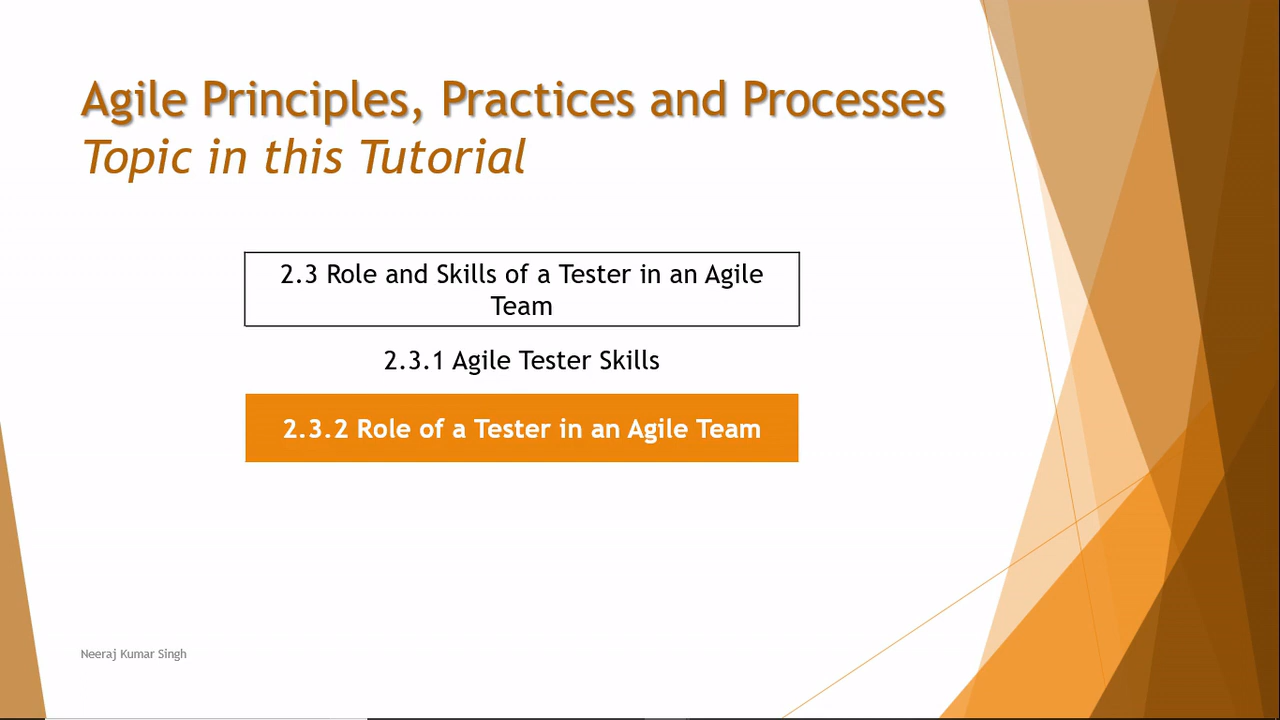 Agile Principles, Practices and Processes
Topic in this Tutorial
2.3 Role and Skills of a Tester in an Agile
Team
2.3.1 Agile Tester Skills
2.3.2 Role of a Tester in an Agile Team
Neeraj Kumar Singh